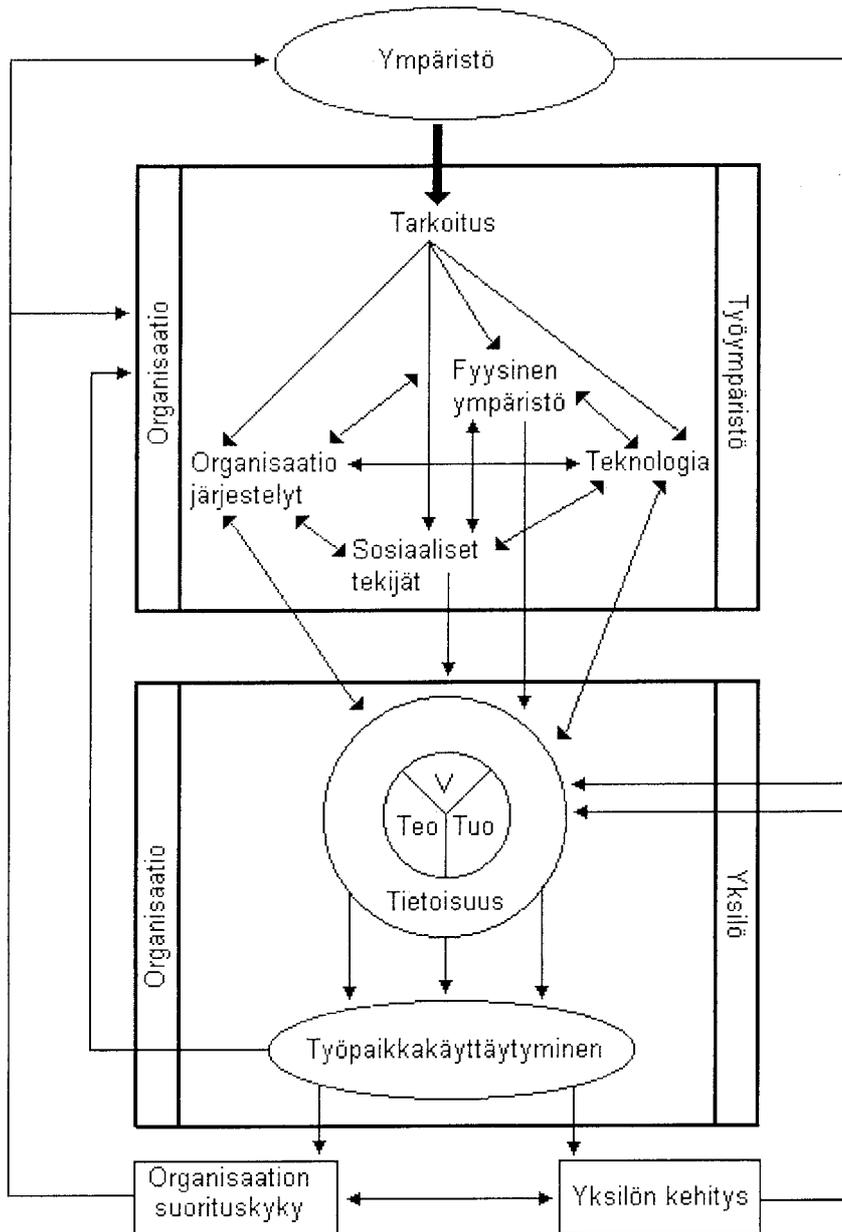 Ympäristö
Organisaatio
Työympäristö
Tarkoitus
Fyysinen
ympäristö
Organisaatio
järjestelyt
Teknologia
Sosiaaliset
tekijät
Organisaatio
Yksilö
V
Teo
Tuo
Tietoisuus
Työpaikkakäyttäytyminen
Organisaation
suorituskyky
Yksilön kehitys